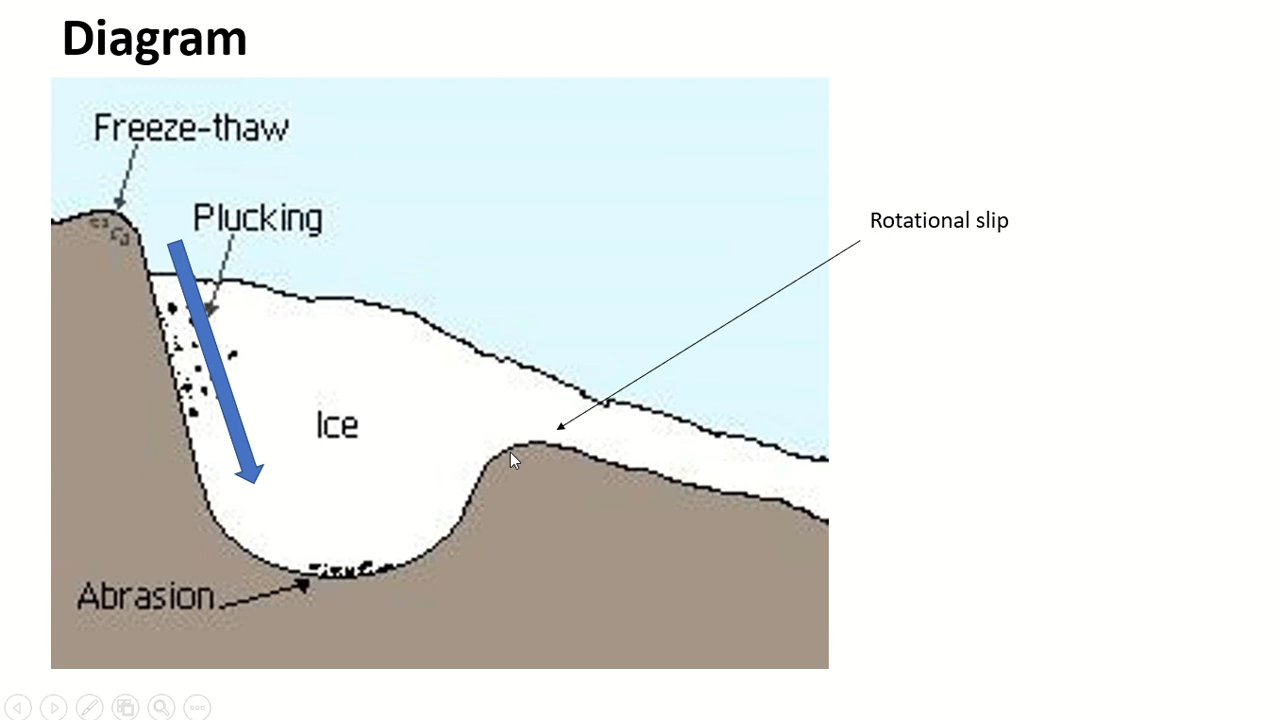 Diagram
Freeze-thaw
Plucking
Rotational slip
Ice
Abrasion